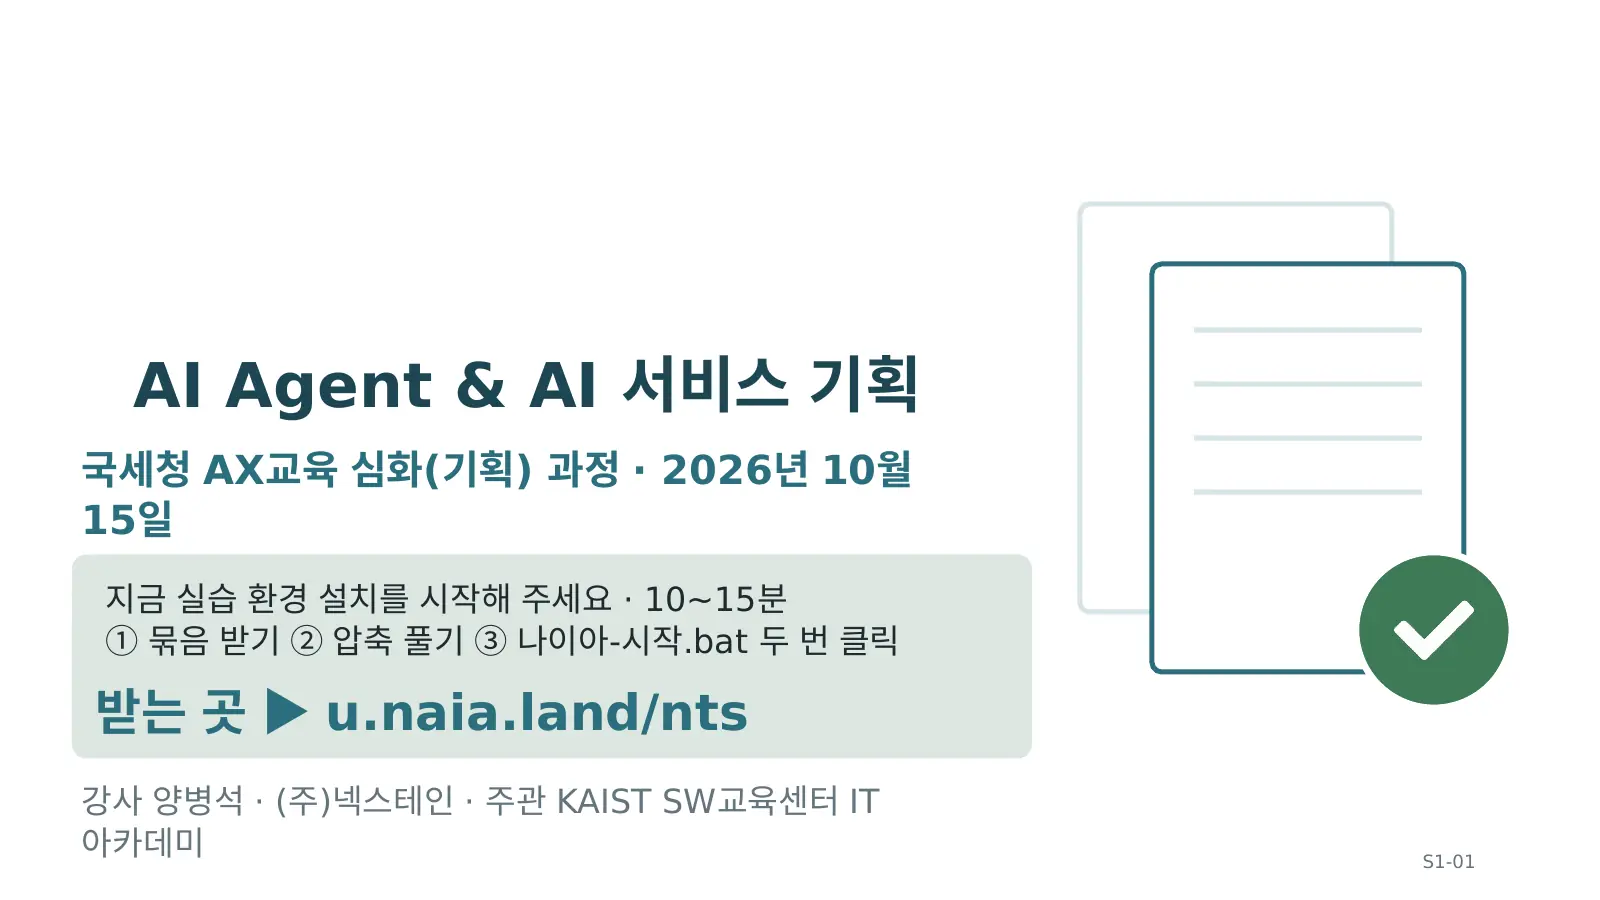 AI Agent & AI 서비스 기획
국세청 AX교육 심화(기획) 과정 · 2026년 10월
15일
지금 실습 환경 설치를 시작해 주세요 · 10~15분
① 묶음 받기 ② 압축 풀기 ③ 나이아-시작.bat 두 번 클릭
받는 곳 ▶ u.naia.land/nts
강사 양병석 · (주)넥스테인 · 주관 KAIST SW교육센터 IT
아카데미
S1-01